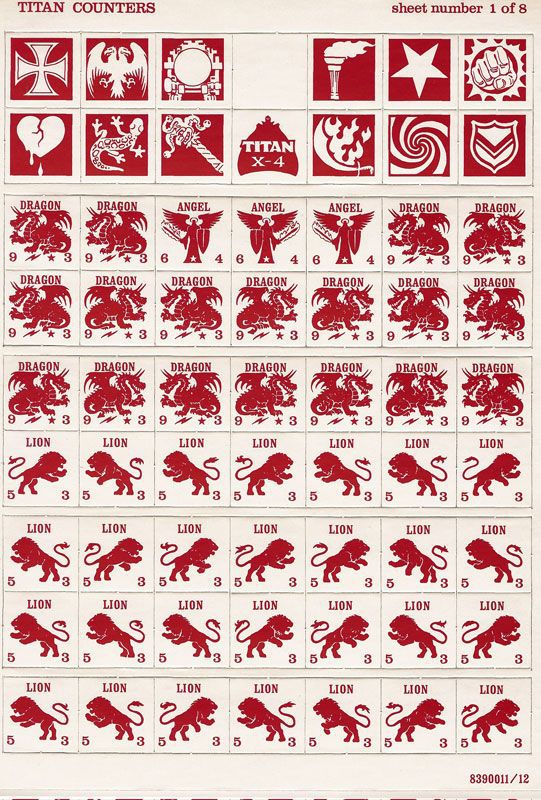 TITAN COUNTERS sheet number 1 of 8
TITAN
X-4
DRAGON DRAGON ANGEL ANGEL ANGEL DRAGON DRAGON
9 3 9 3 6 4 6 4 6 4 9 3 9 3
DRAGON DRAGON DRAGON DRAGON DRAGON DRAGON DRAGON
9 3 9 3 9 3 9 3 9 3 9 3 9 3
DRAGON DRAGON DRAGON DRAGON DRAGON DRAGON DRAGON
9 3 9 3 9 3 9 3 9 3 9 3 9 3
LION LION LION LION LION LION LION
5 3 5 3 5 3 5 3 5 3 5 3 5 3
LION LION LION LION LION LION LION
5 3 5 3 5 3 5 3 5 3 5 3 5 3
LION LION LION LION LION LION LION
5 3 5 3 5 3 5 3 5 3 5 3 5 3
LION LION LION LION LION LION LION
5 3 5 3 5 3 5 3 5 3 5 3 5 3
8390011/12